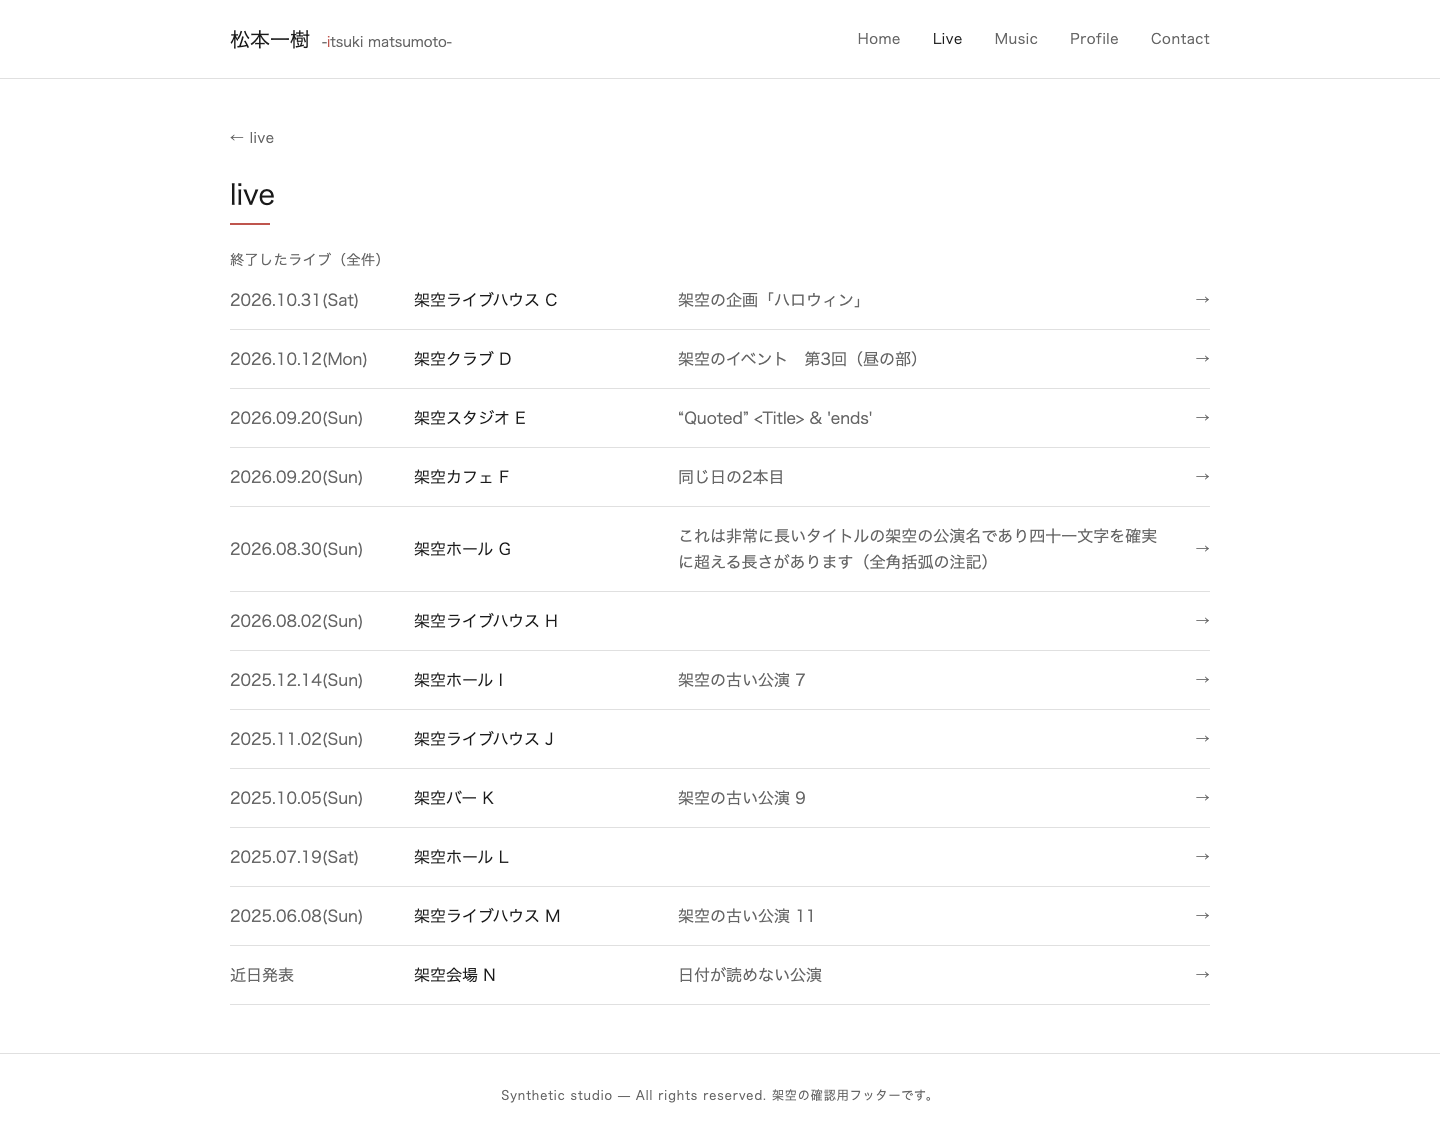 松本一樹 -itsuki matsumoto-
Home Live Music Profile Contact
← live
live
終了したライブ（全件）
2026.10.31(Sat) 架空ライブハウス C 架空の企画「ハロウィン」 →
2026.10.12(Mon) 架空クラブ D 架空のイベント　第3回（昼の部） →
2026.09.20(Sun) 架空スタジオ E “Quoted” <Title> & 'ends' →
2026.09.20(Sun) 架空カフェ F 同じ日の2本目 →
2026.08.30(Sun) 架空ホール G これは非常に長いタイトルの架空の公演名であり四十一文字を確実
に超える長さがあります（全角括弧の注記） →
2026.08.02(Sun) 架空ライブハウス H →
2025.12.14(Sun) 架空ホール I 架空の古い公演 7 →
2025.11.02(Sun) 架空ライブハウス J →
2025.10.05(Sun) 架空バー K 架空の古い公演 9 →
2025.07.19(Sat) 架空ホール L →
2025.06.08(Sun) 架空ライブハウス M 架空の古い公演 11 →
近日発表 架空会場 N 日付が読めない公演 →
Synthetic studio — All rights reserved. 架空の確認用フッターです。